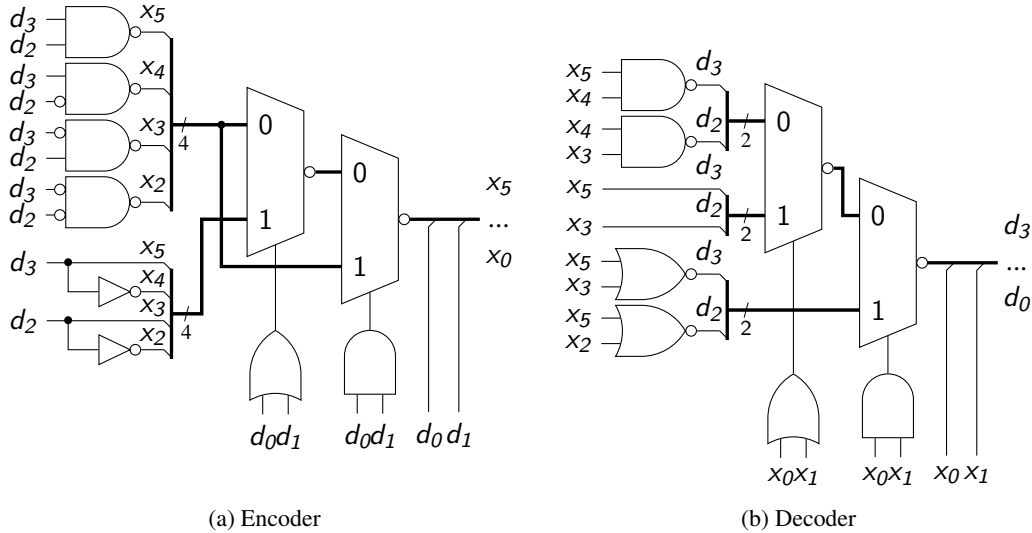 d3
d2
x5
d3
d2
x4
d3
d2
x3
d3
d2
x2
4
d3
d2
x5
x4
x3
x2
4
0
1
0
1
x5
...
x0
d0d1
d0d1
d0 d1
(a) Encoder
x5
x4
d3
x4
x3
d2
2
x5
x3
d3
d2
2
x5
x3
d3
x5
x2
d2
2
0
1
0
1
d3
...
d0
x0x1
x0x1
x0 x1
(b) Decoder